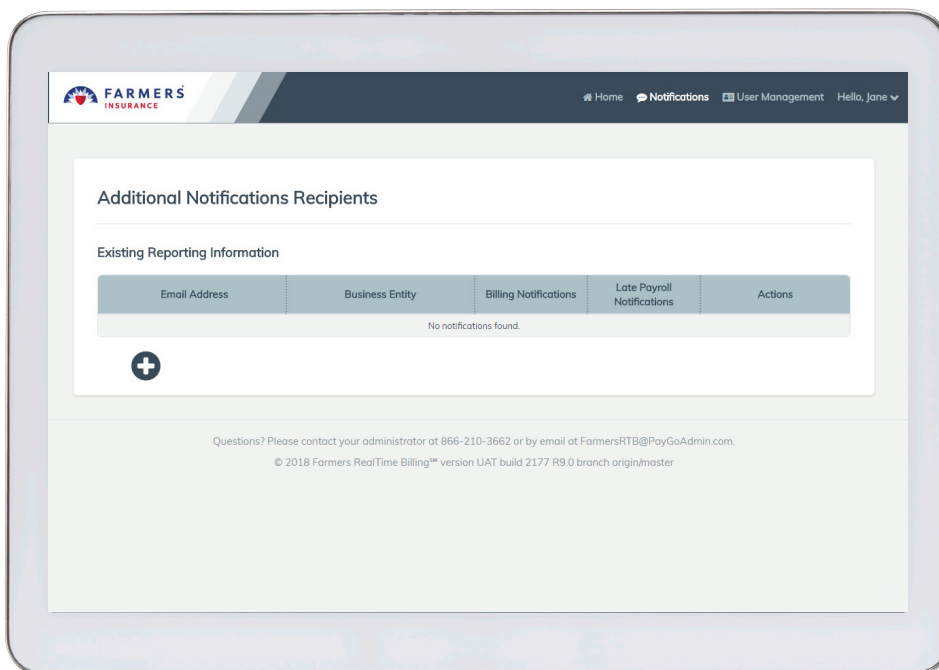 FARMERS
INSURANCE
Home Notifications User Management Hello, Jane
Additional Notifications Recipients
Existing Reporting Information
Email Address Business Entity Billing Notifications Late Payroll Notifications Actions
No notifications found.
Questions? Please contact your administrator at 866-210-3662 or by email at FarmersRTB@PayGoAdmin.com.
© 2018 Farmers RealTime Billing℠ version UAT build 2177 R9.0 branch origin/master